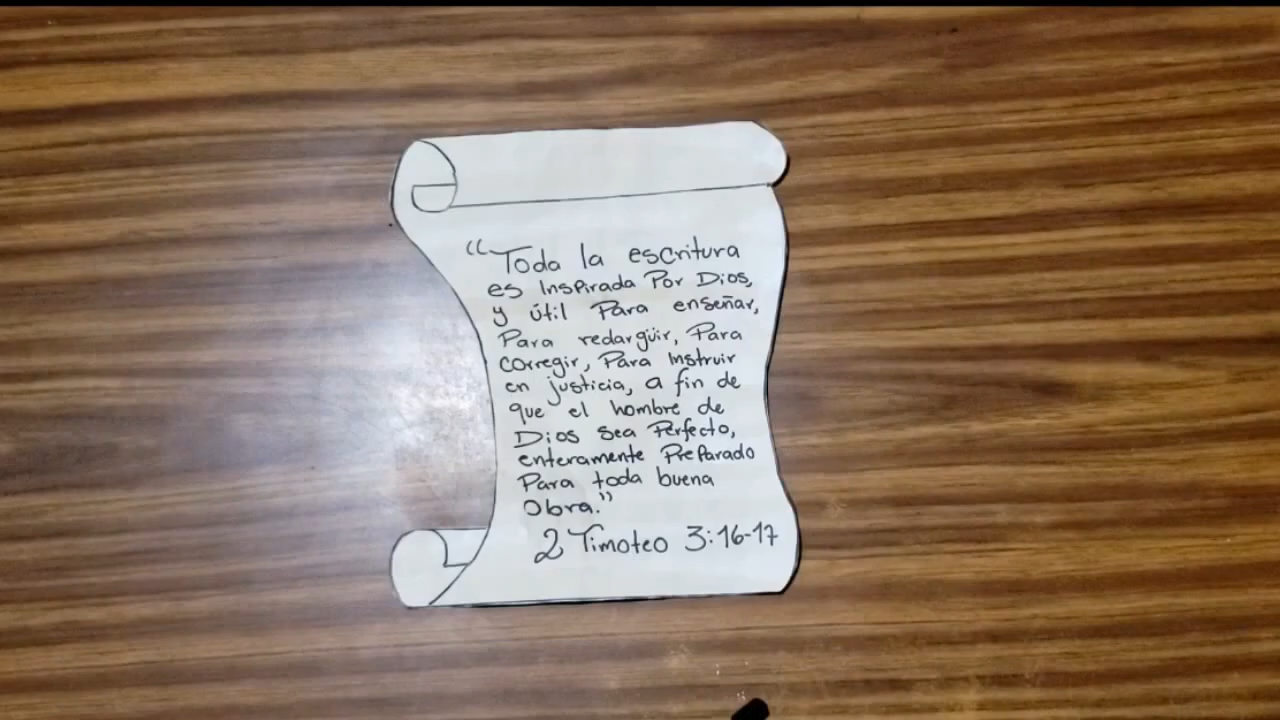 “Toda la escritura
es Inspirada Por Dios,
y útil Para enseñar,
Para redargüir, Para
corregir, Para Instruir
en justicia, a fin de
que el hombre de
Dios sea Perfecto,
enteramente Preparado
Para toda buena
Obra.”
2 Timoteo 3:16-17